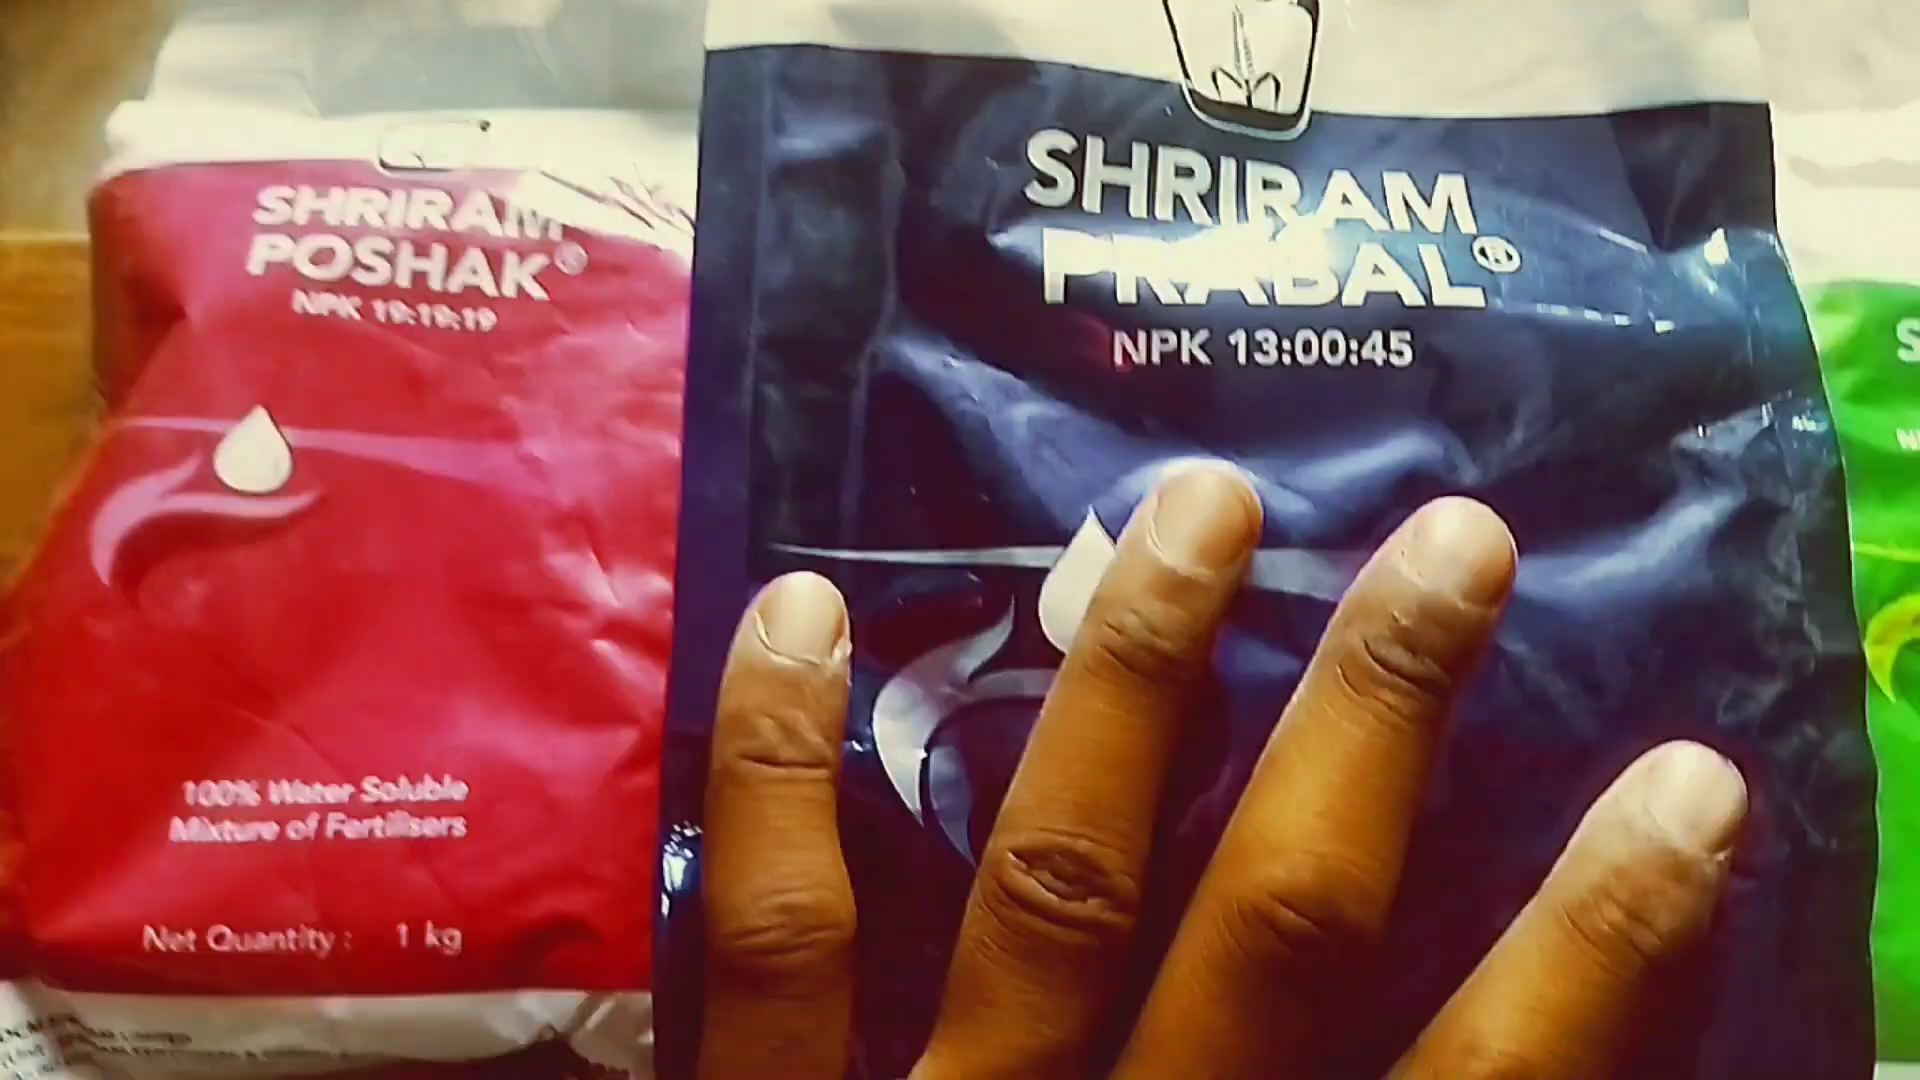 SHRIRAM
POSHAK®
NPK 19:19:19
100% Water Soluble
Mixture of Fertilisers
Net Quantity : 1 kg
SHRIRAM
PRABAL®
NPK 13:00:45